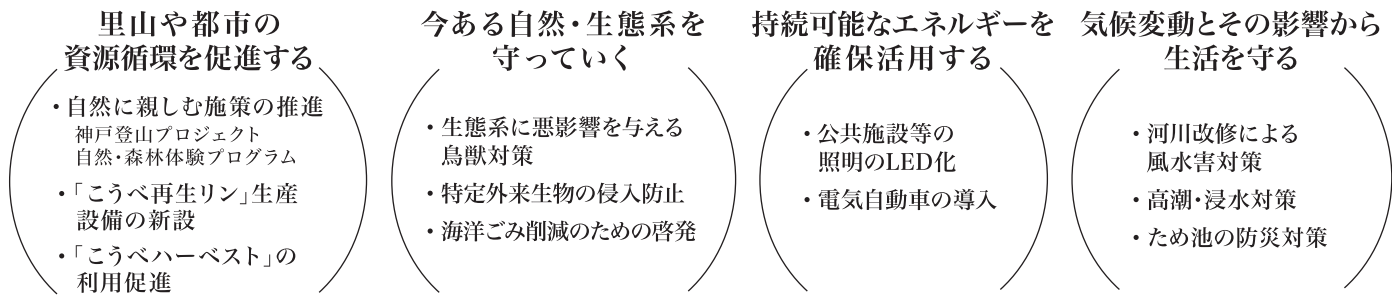 里山や都市の
資源循環を促進する
・自然に親しむ施策の推進
神戸登山プロジェクト
自然・森林体験プログラム
・「こうべ再生リン」生産
設備の新設
・「こうべハーベスト」の
利用促進
今ある自然・生態系を
守っていく
・生態系に悪影響を与える
鳥獣対策
・特定外来生物の侵入防止
・海洋ごみ削減のための啓発
持続可能なエネルギーを
確保活用する
・公共施設等の
照明のLED化
・電気自動車の導入
気候変動とその影響から
生活を守る
・河川改修による
風水害対策
・高潮・浸水対策
・ため池の防災対策